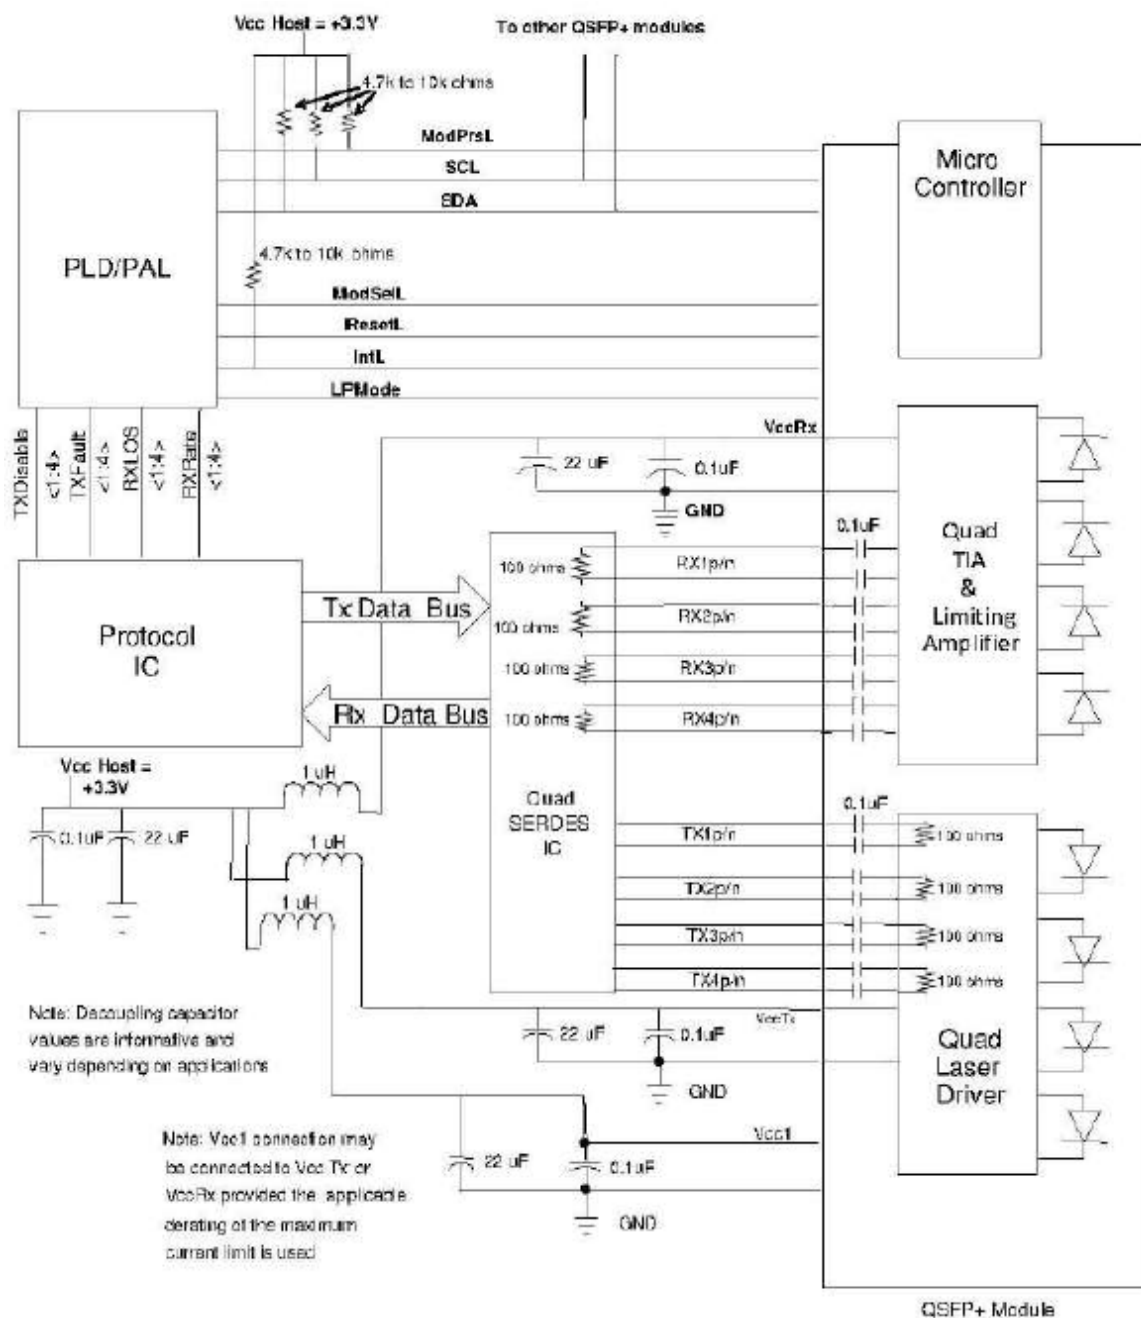 Vcc Host = +3.3V
To other QSFP+ modules
4.7k to 10k ohms
ModPrsL
SCL
SDA
Micro
Controller
PLD/PAL
4.7k to 10k ohms
ModSelL
ResetL
IntL
LPMode
TXDisable
<1:4>
TXFault
<1:4>
RXLOS
<1:4>
RXRate
<1:4>
VccRx
22 uF
0.1uF
GND
0.1uF
Quad
TIA
&
Limiting
Amplifier
100 ohms
RX1p/n
100 ohms
RX2p/n
100 ohms
RX3p/n
100 ohms
RX4p/n
Tx Data Bus
Protocol
IC
Rx Data Bus
Vcc Host =
+3.3V
1 uH
0.1uF
22 uF
1 uH
1 uH
Quad
SERDES
IC
0.1uF
TX1p/n
100 ohms
TX2p/n
100 ohms
TX3p/n
100 ohms
TX4p/n
100 ohms
Note: Decoupling capacitor
values are informative and
vary depending on applications
VccTx
22 uF
0.1uF
GND
Quad
Laser
Driver
Note: Vcc1 connection may
be connected to Vcc Tx or
VccRx provided the applicable
derating of the maximum
current limit is used
Vcc1
22 uF
0.1uF
GND
QSFP+ Module